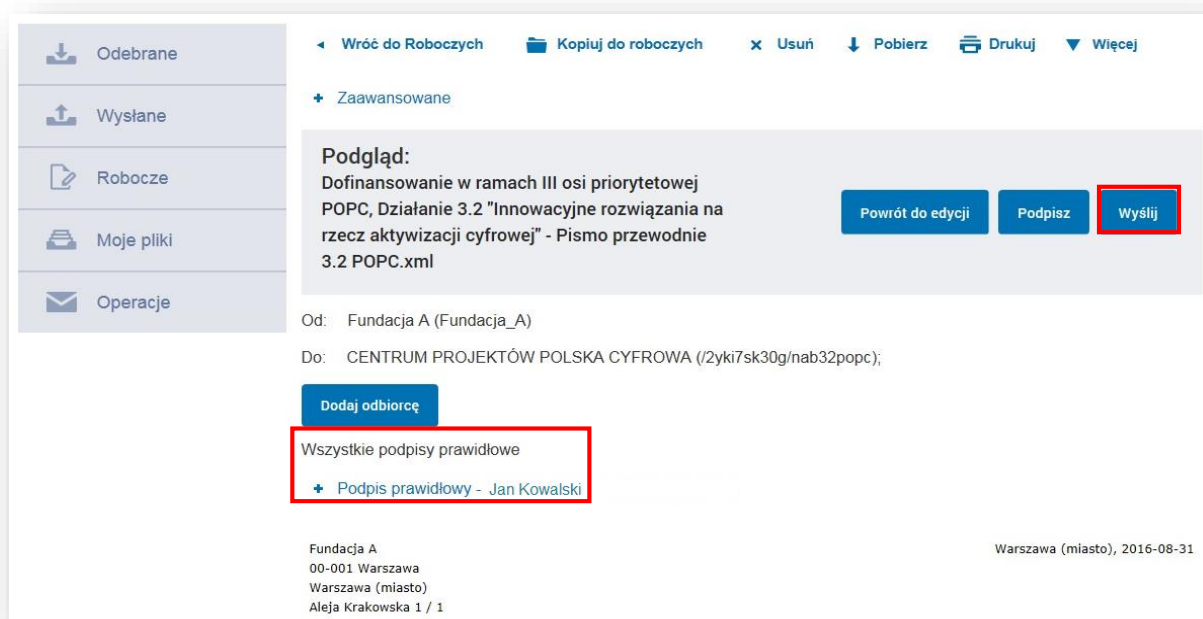 Odebrane
Wysłane
Robocze
Moje pliki
Operacje
Wróć do Roboczych Kopiuj do roboczych Usuń Pobierz Drukuj Więcej
Zaawansowane
Podgląd:
Dofinansowanie w ramach III osi priorytetowej
POPC, Działanie 3.2 "Innowacyjne rozwiązania na
rzecz aktywizacji cyfrowej" - Pismo przewodnie
3.2 POPC.xml
Powrót do edycji Podpisz Wyślij
Od: Fundacja A (Fundacja_A)
Do: CENTRUM PROJEKTÓW POLSKA CYFROWA (/2yki7sk30g/nab32popc);
Dodaj odbiorcę
Wszystkie podpisy prawidłowe
Podpis prawidłowy - Jan Kowalski
Fundacja A Warszawa (miasto), 2016-08-31
00-001 Warszawa
Warszawa (miasto)
Aleja Krakowska 1 / 1